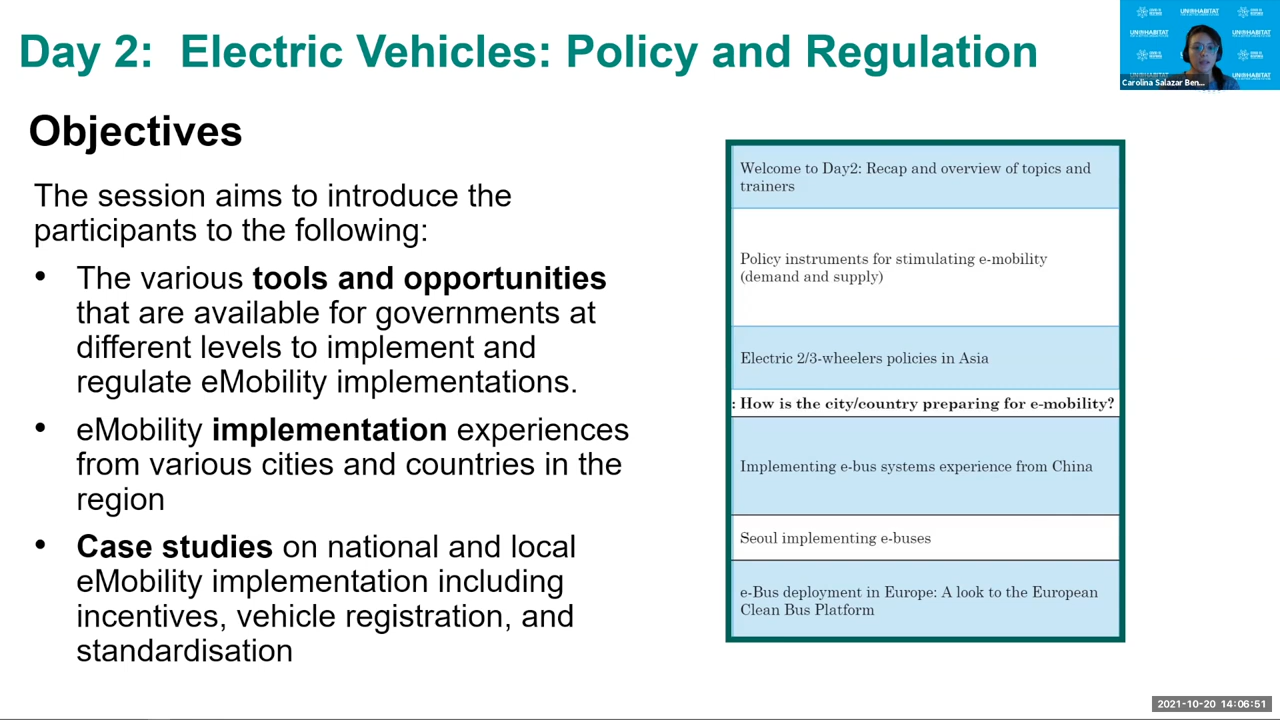 Day 2:  Electric Vehicles: Policy and Regulation
UN HABITAT
UN HABITAT
UN HABITAT
UN HABITAT
Carolina Salazar Ben...
Objectives
The session aims to introduce the
participants to the following:
• The various tools and opportunities
that are available for governments at
different levels to implement and
regulate eMobility implementations.
• eMobility implementation experiences
from various cities and countries in the
region
• Case studies on national and local
eMobility implementation including
incentives, vehicle registration, and
standardisation
Welcome to Day2: Recap and overview of topics and
trainers
Policy instruments for stimulating e-mobility
(demand and supply)
Electric 2/3-wheelers policies in Asia
: How is the city/country preparing for e-mobility?
Implementing e-bus systems experience from China
Seoul implementing e-buses
e-Bus deployment in Europe: A look to the European
Clean Bus Platform
2021-10-20 14:06:51